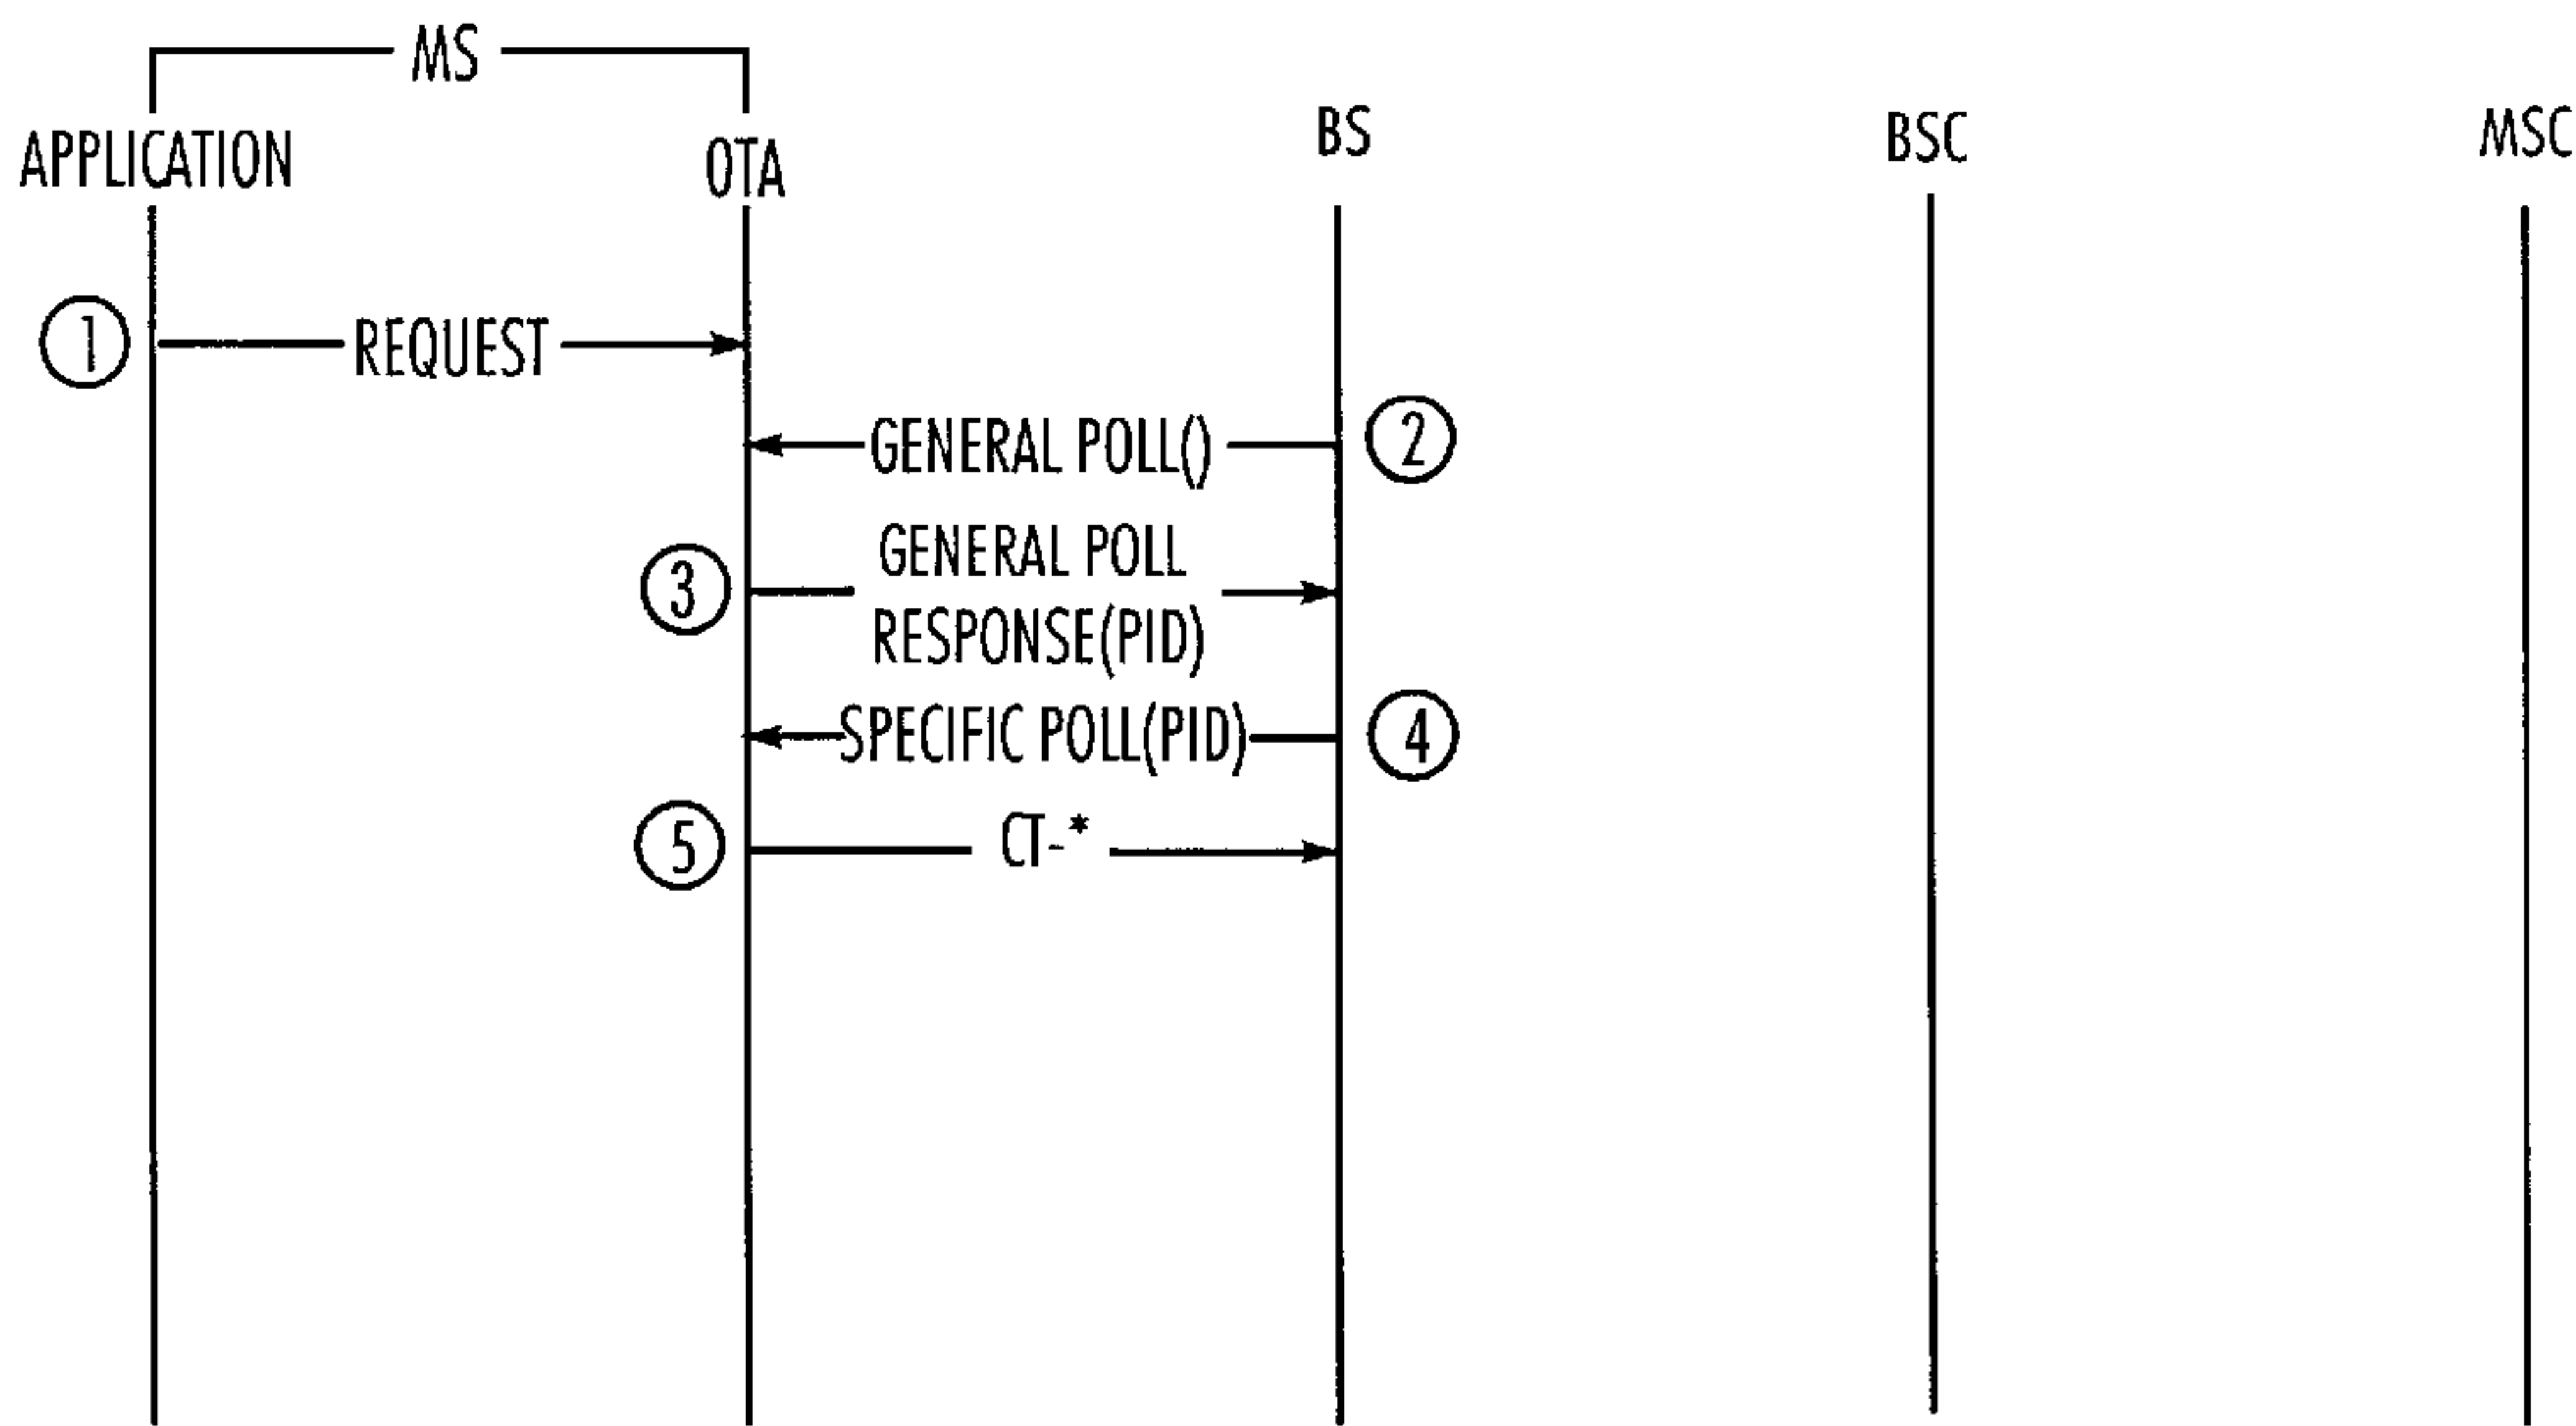 MS
APPLICATION
OTA
BS
BSC
MSC
1
REQUEST
GENERAL POLL()
2
3
GENERAL POLL
RESPONSE(PID)
SPECIFIC POLL(PID)
4
5
CT-*